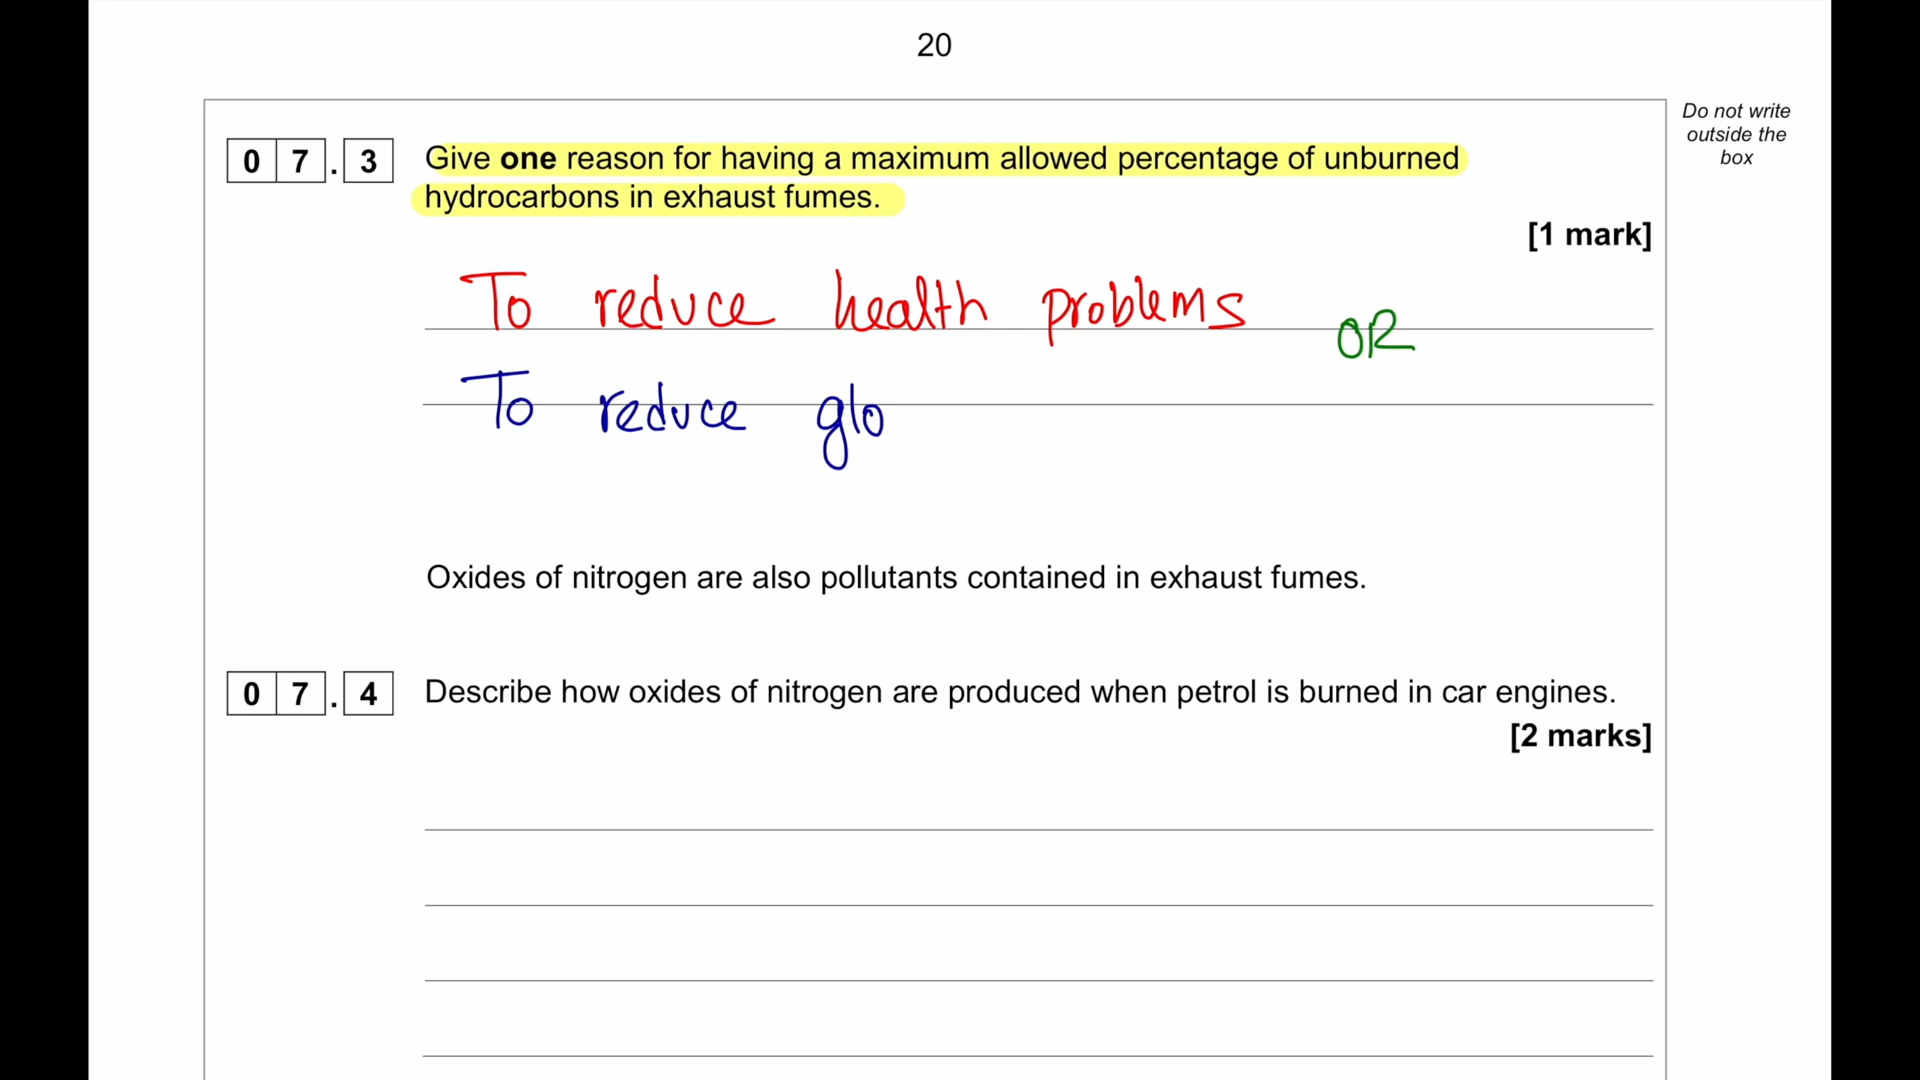 20
Do not write
outside the
box
0 7 . 3 Give one reason for having a maximum allowed percentage of unburned
hydrocarbons in exhaust fumes.
[1 mark]
To reduce health problems OR
To reduce glo
Oxides of nitrogen are also pollutants contained in exhaust fumes.
0 7 . 4 Describe how oxides of nitrogen are produced when petrol is burned in car engines.
[2 marks]